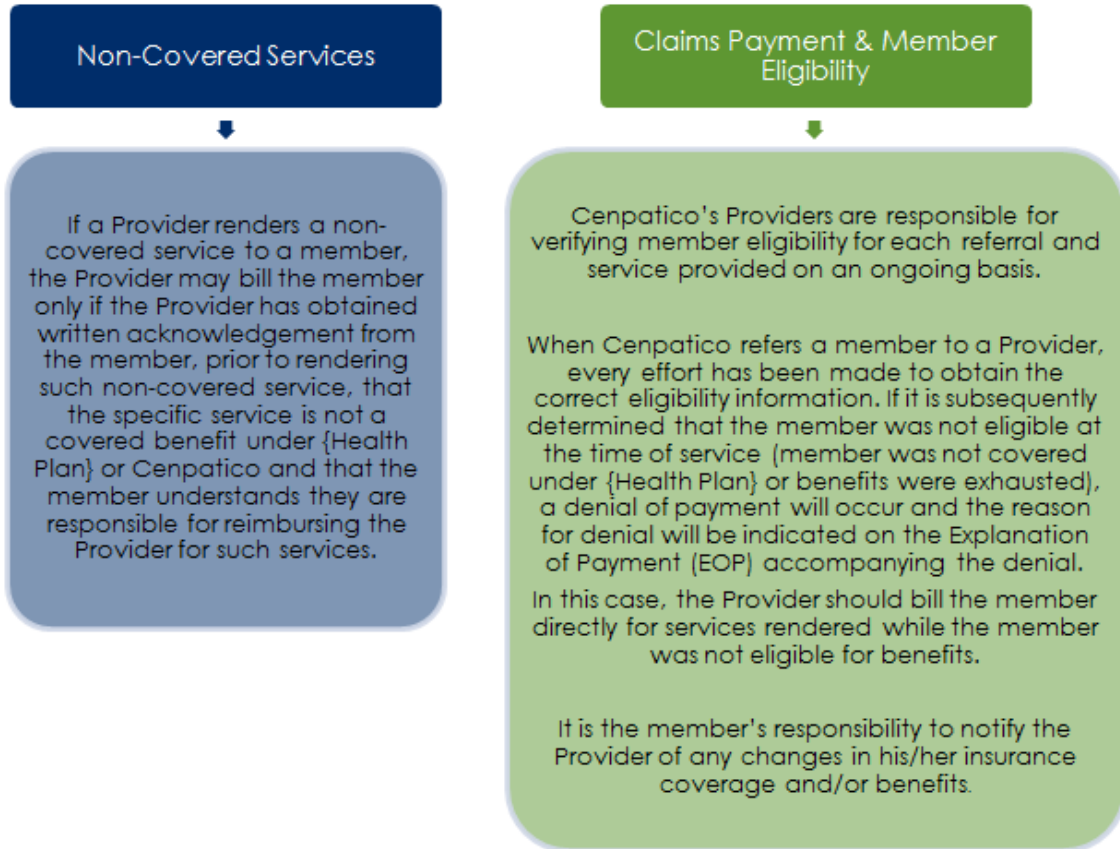 Non-Covered Services
If a Provider renders a non-
covered service to a member,
the Provider may bill the member
only if the Provider has obtained
written acknowledgement from
the member, prior to rendering
such non-covered service, that
the specific service is not a
covered benefit under {Health
Plan} or Cenpatico and that the
member understands they are
responsible for reimbursing the
Provider for such services.
Claims Payment & Member
Eligibility
Cenpatico's Providers are responsible for
verifying member eligibility for each referral and
service provided on an ongoing basis.
When Cenpatico refers a member to a Provider,
every effort has been made to obtain the
correct eligibility information. If it is subsequently
determined that the member was not eligible at
the time of service (member was not covered
under {Health Plan} or benefits were exhausted),
a denial of payment will occur and the reason
for denial will be indicated on the Explanation
of Payment (EOP) accompanying the denial.
In this case, the Provider should bill the member
directly for services rendered while the member
was not eligible for benefits.
It is the member's responsibility to notify the
Provider of any changes in his/her insurance
coverage and/or benefits.